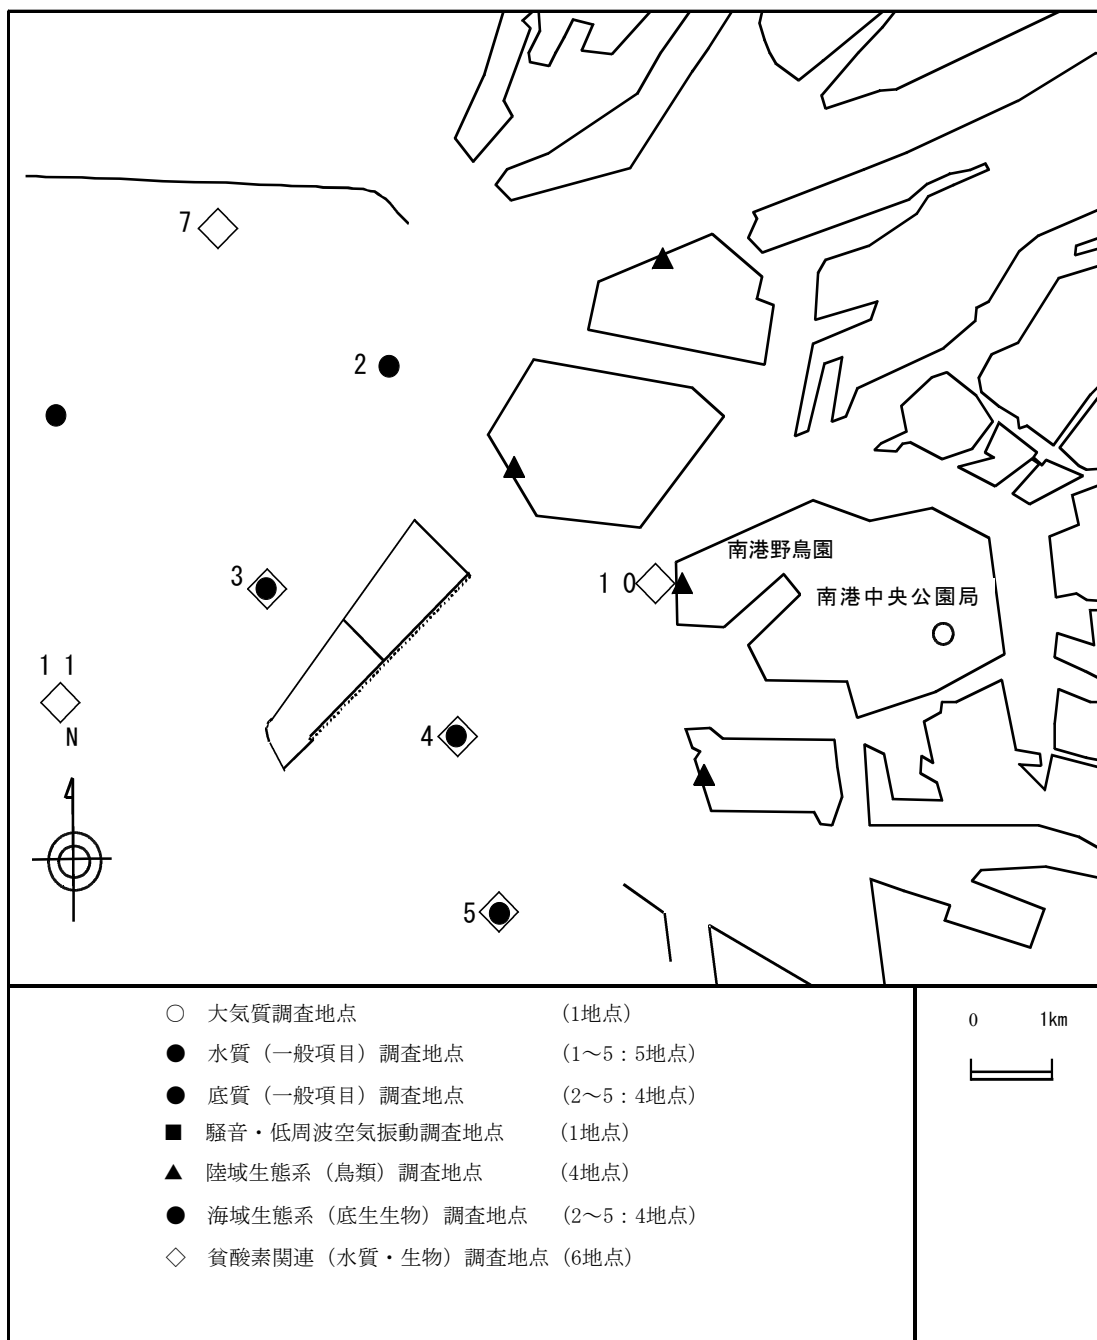 7
2
南港野鳥園
3
１０
南港中央公園局
１１
N
4
5
○ 大気質調査地点 (1地点)
● 水質（一般項目）調査地点 (1～5：5地点)
● 底質（一般項目）調査地点 (2～5：4地点)
■ 騒音・低周波空気振動調査地点 (1地点)
▲ 陸域生態系（鳥類）調査地点 (4地点)
● 海域生態系（底生生物）調査地点 (2～5：4地点)
◇ 貧酸素関連（水質・生物）調査地点 (6地点)
0 1km